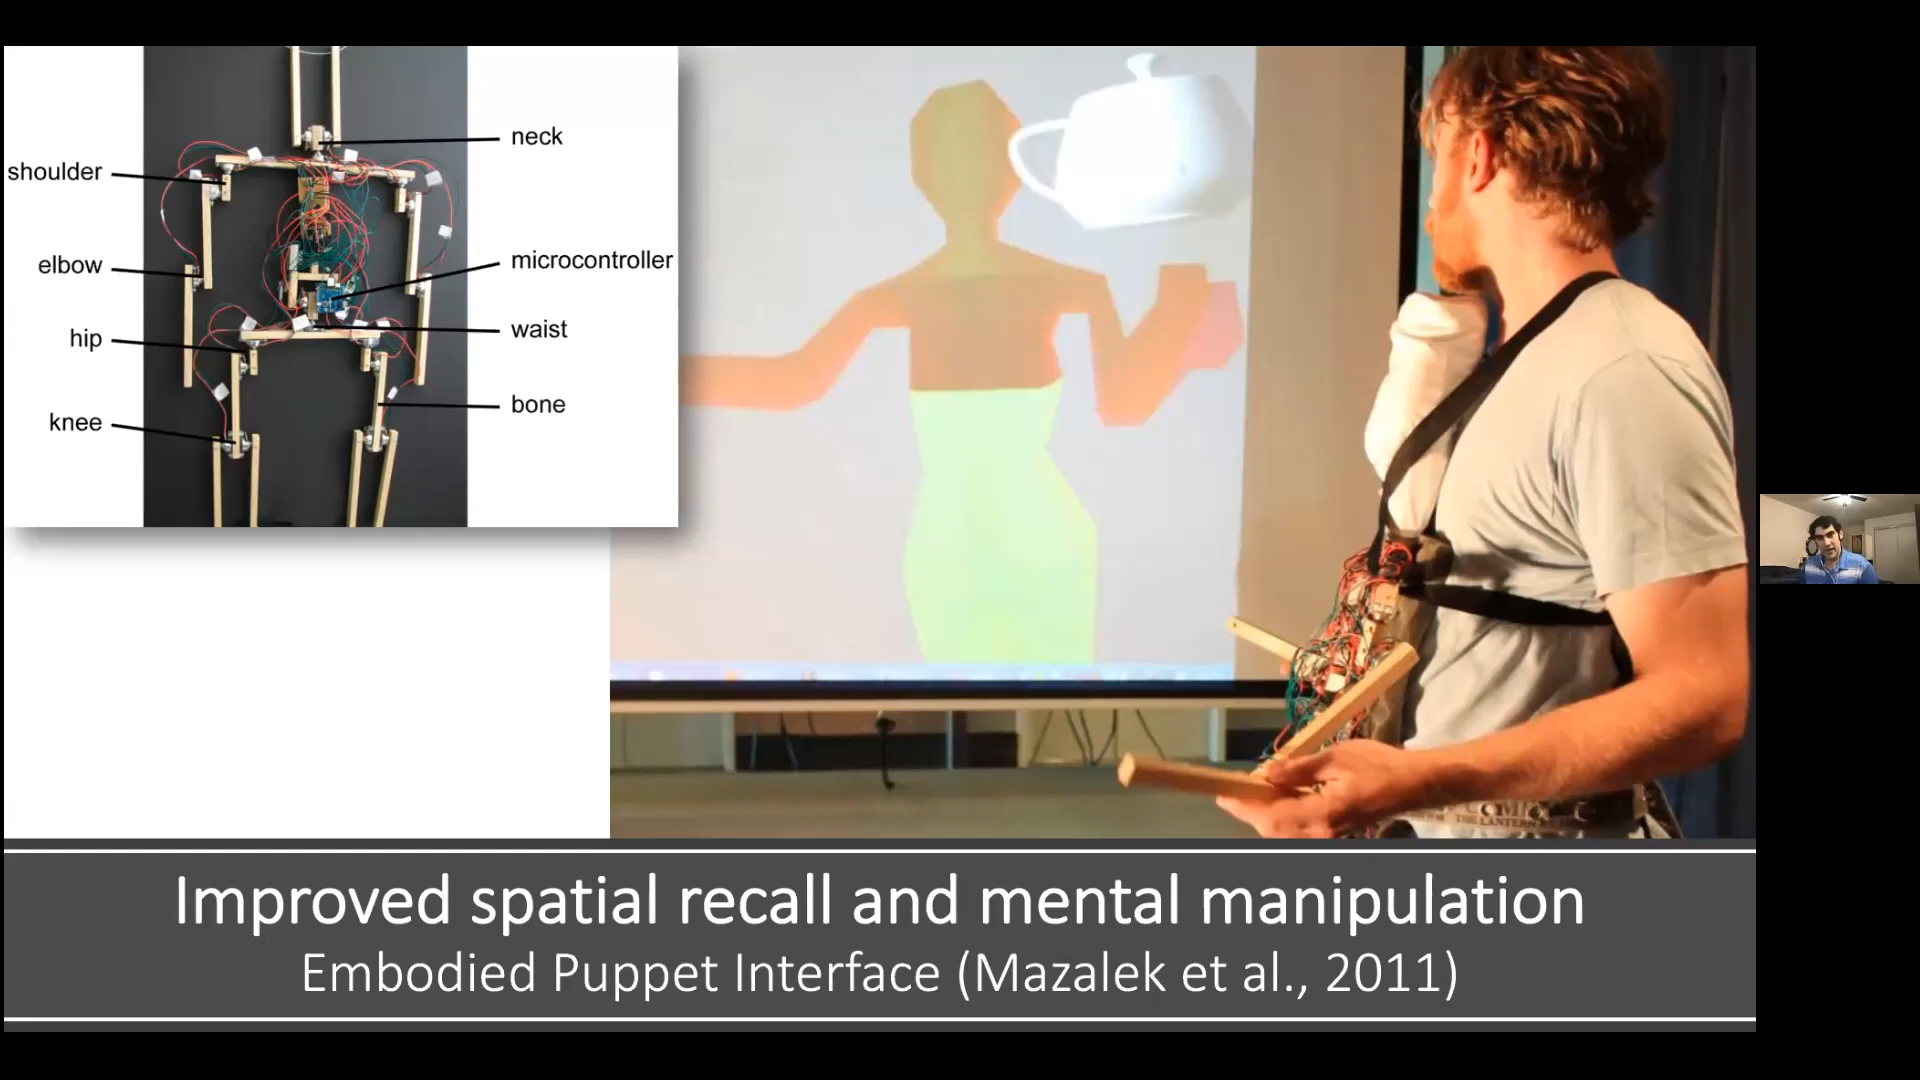 neck
shoulder
microcontroller
elbow
waist
hip
bone
knee
Improved spatial recall and mental manipulation
Embodied Puppet Interface (Mazalek et al., 2011)